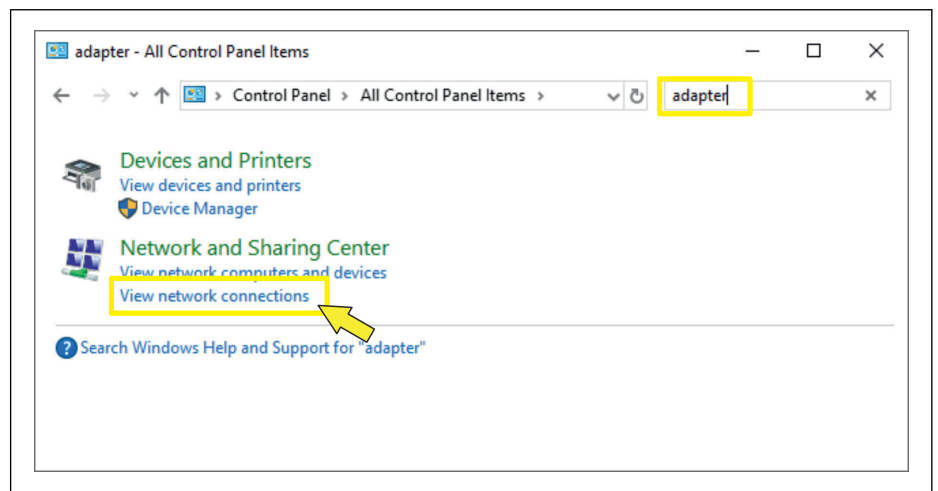 adapter - All Control Panel Items
Control Panel > All Control Panel Items >
adapter
Devices and Printers
View devices and printers
Device Manager
Network and Sharing Center
View network computers and devices
View network connections
? Search Windows Help and Support for "adapter"